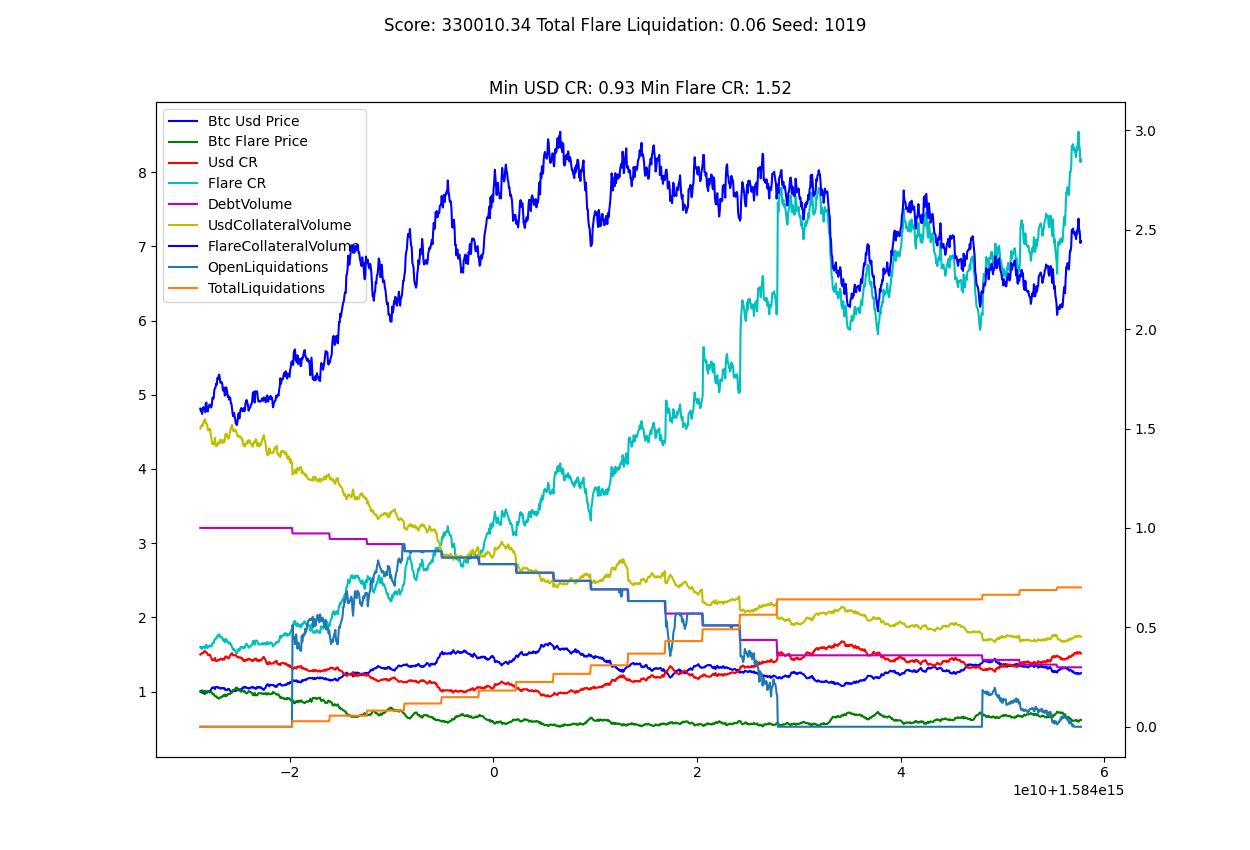 Score: 330010.34 Total Flare Liquidation: 0.06 Seed: 1019
Min USD CR: 0.93 Min Flare CR: 1.52
Btc Usd Price
Btc Flare Price
Usd CR
Flare CR
DebtVolume
UsdCollateralVolume
FlareCollateralVolume
OpenLiquidations
TotalLiquidations
8
7
6
5
4
3
2
1
3.0
2.5
2.0
1.5
1.0
0.5
0.0
−2
0
2
4
6
1e10+1.584e15